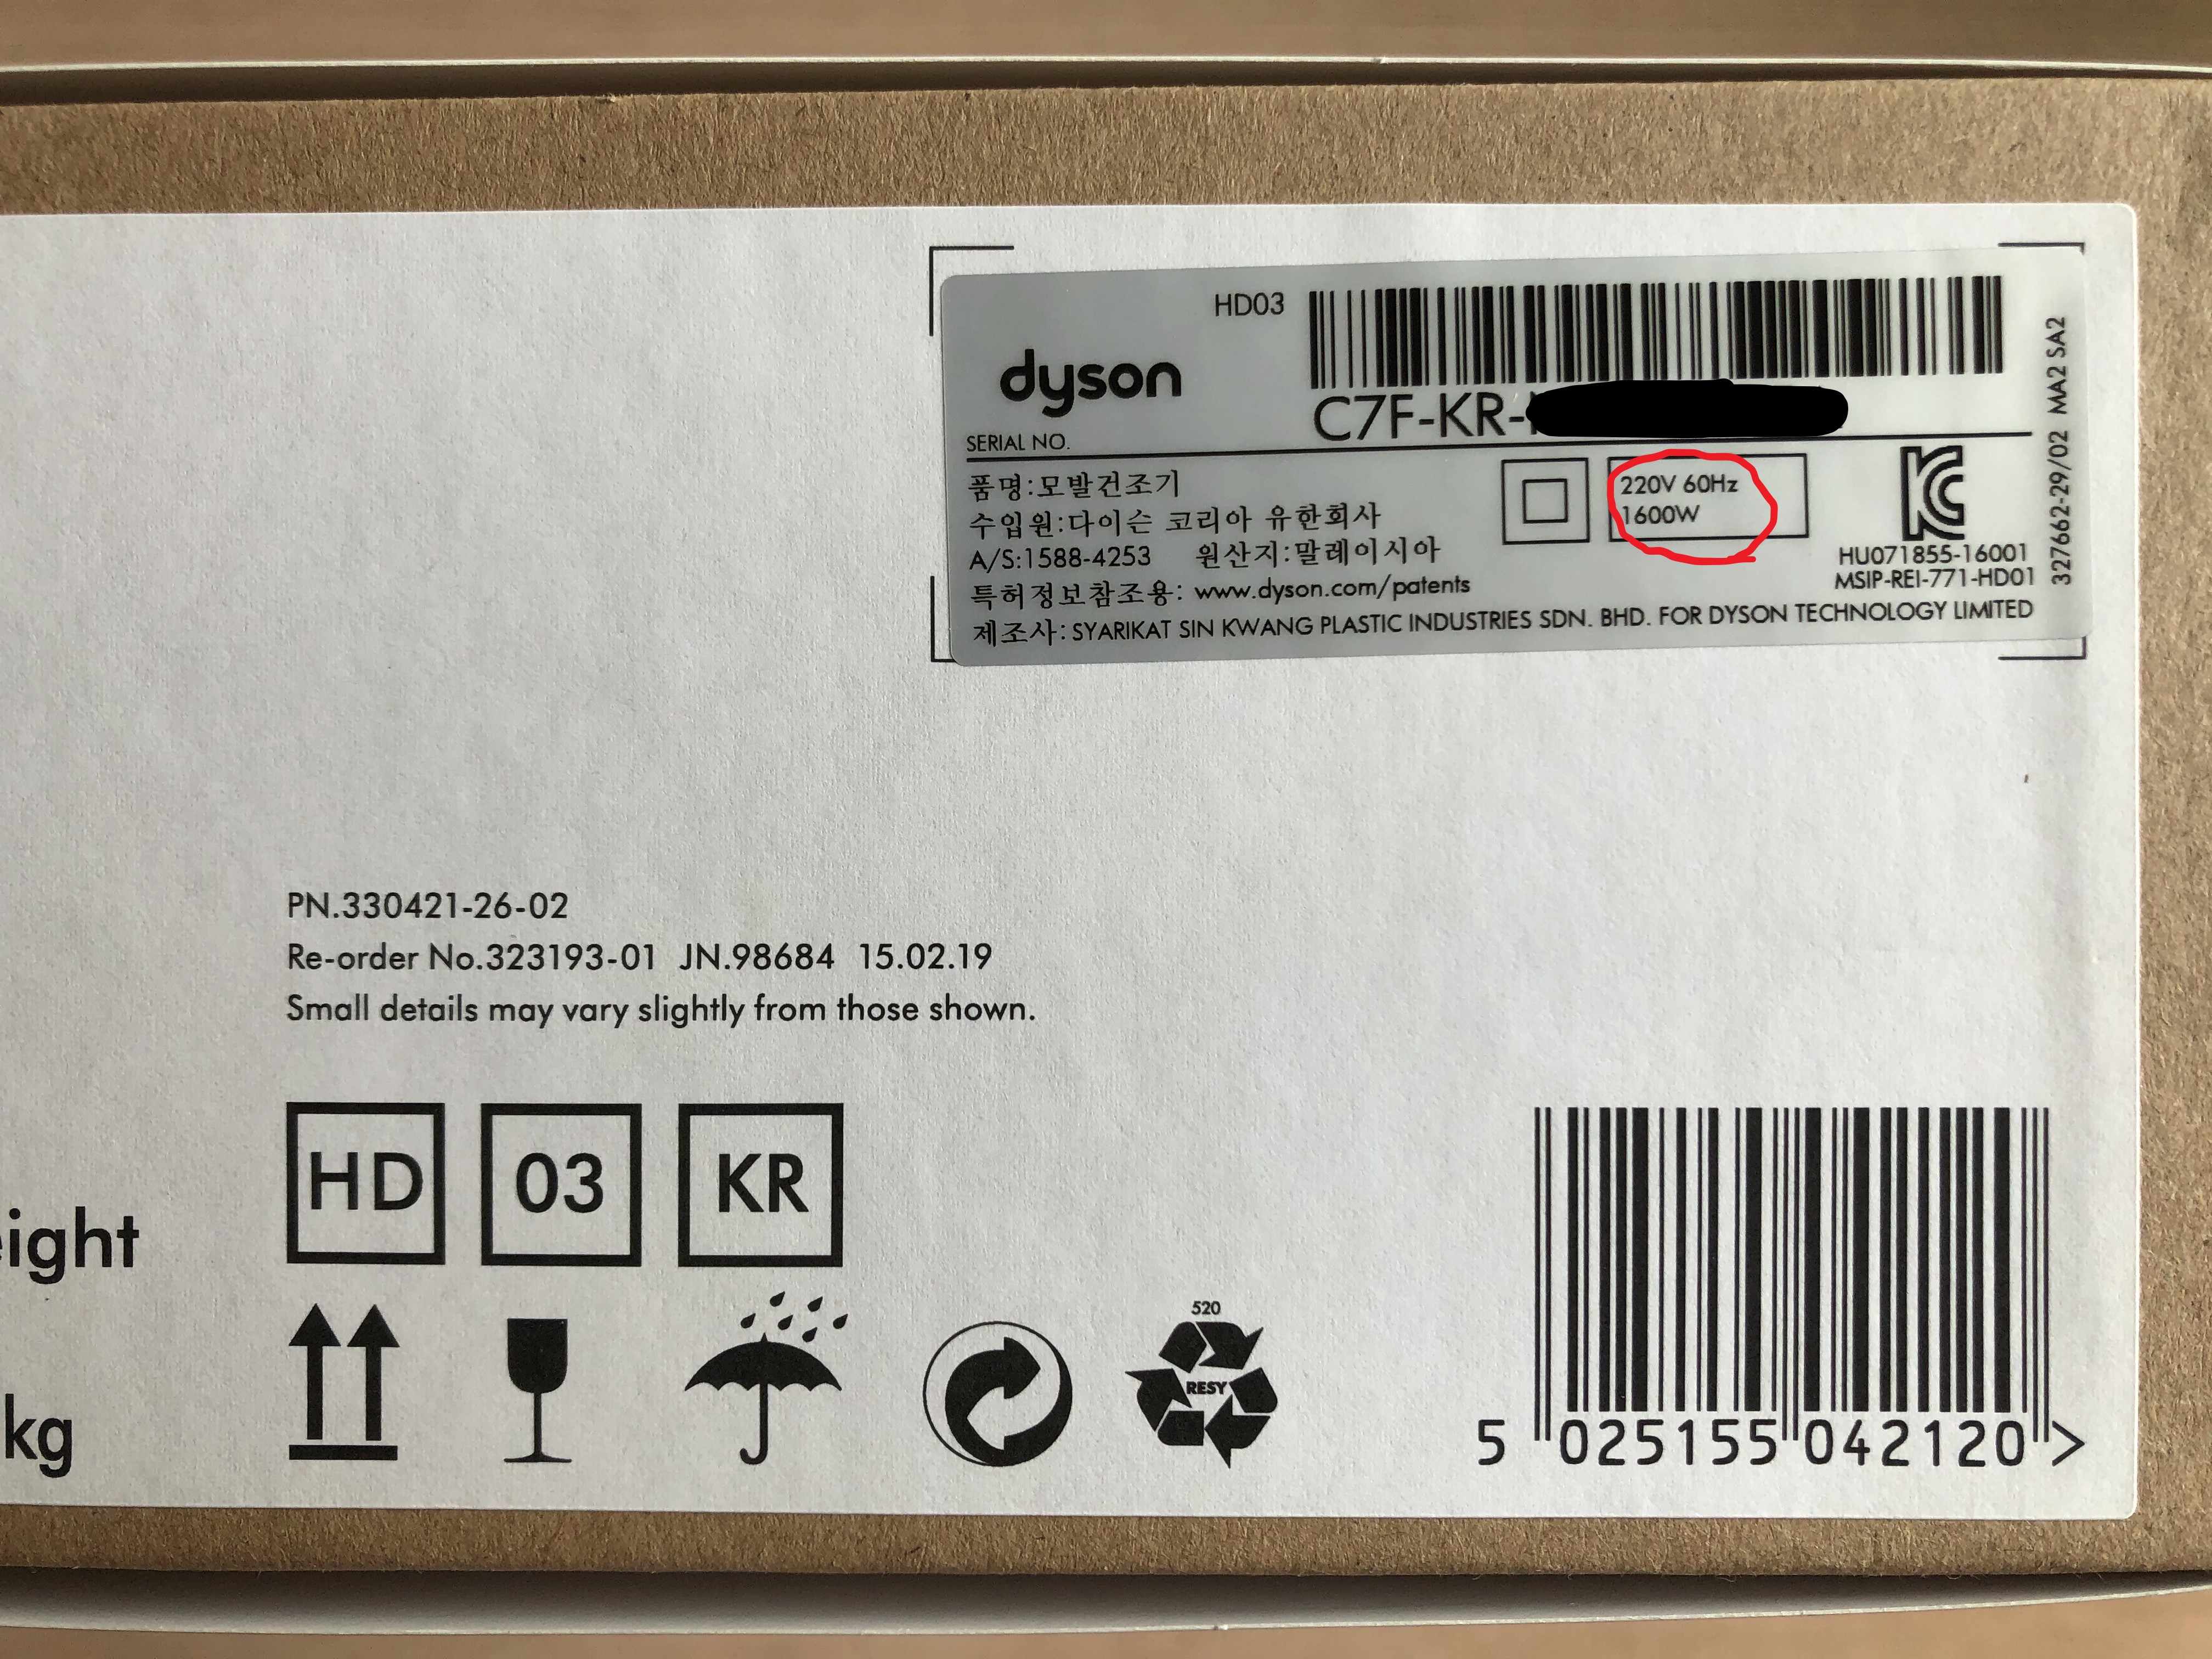 HD03
dyson
C7F-KR-
SERIAL NO.
품명:모발건조기
수입원:다이슨 코리아 유한회사
A/S:1588-4253 원산지:말레이시아
특허정보참조용: www.dyson.com/patents
제조사: SYARIKAT SIN KWANG PLASTIC INDUSTRIES SDN. BHD. FOR DYSON TECHNOLOGY LIMITED
220V 60Hz
1600W
HU071855-16001
MSIP-REI-771-HD01
327662-29/02 MA2 SA2
PN.330421-26-02
Re-order No.323193-01 JN.98684 15.02.19
Small details may vary slightly from those shown.
HD 03 KR
kg
520
RESY
5 025155 042120 >